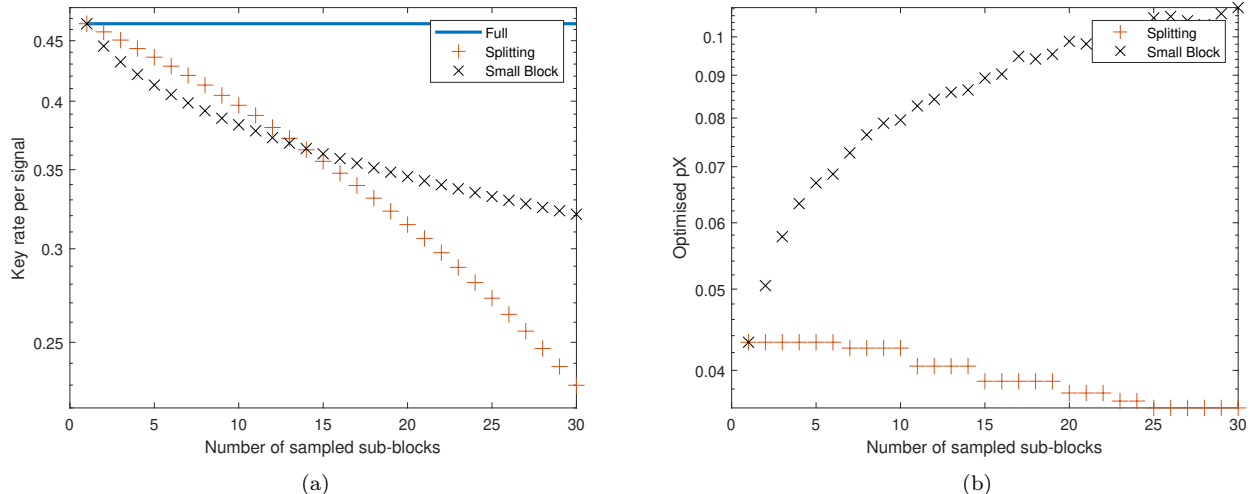 0.45
0.4
0.35
0.3
0.25
Key rate per signal
Full
Splitting
Small Block
0 5 10 15 20 25 30
Number of sampled sub-blocks
(a)
0.1
0.09
0.08
0.07
0.06
0.05
0.04
Optimised pX
Splitting
Small Block
0 5 10 15 20 25 30
Number of sampled sub-blocks
(b)